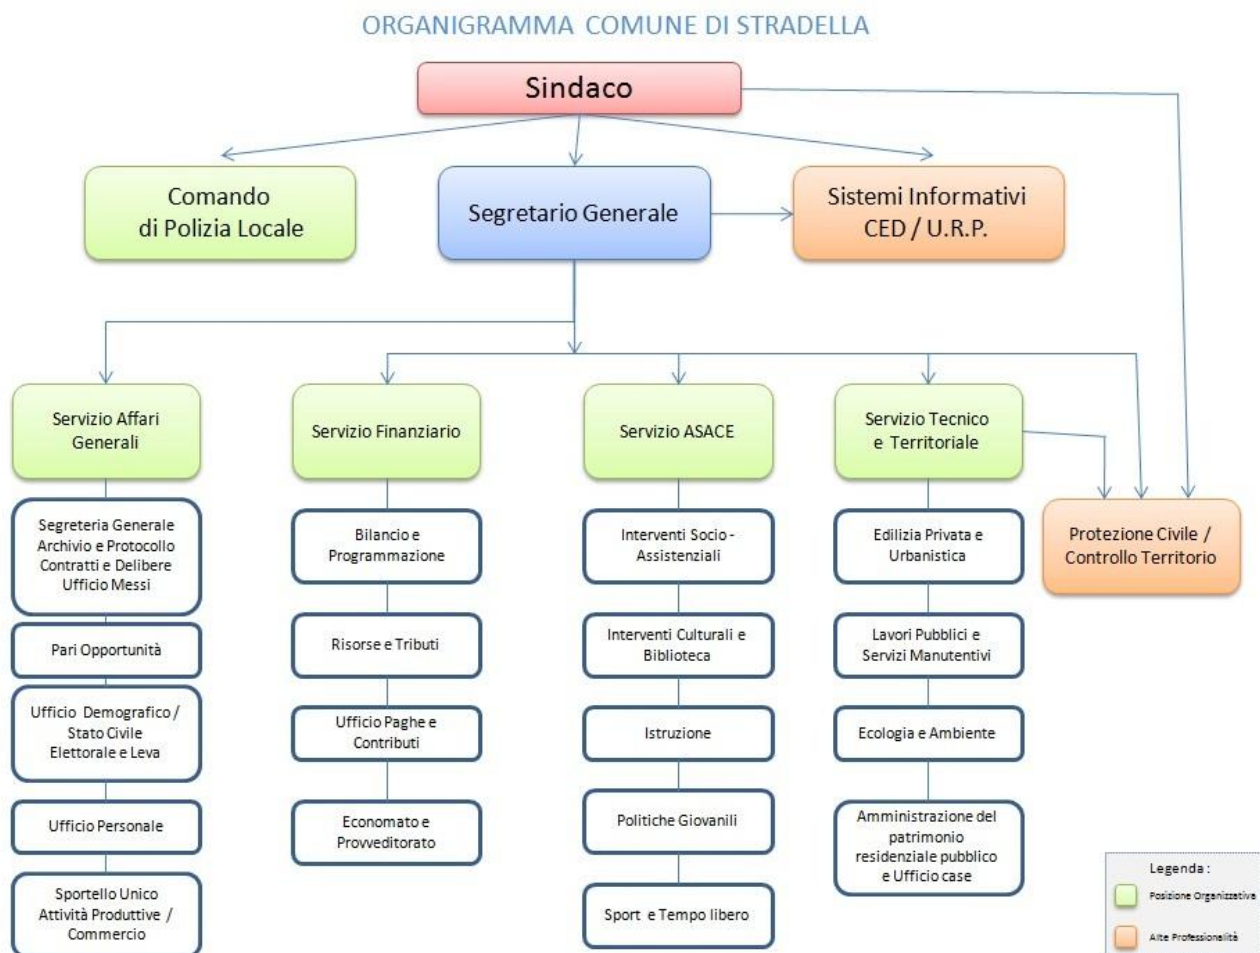 ORGANIGRAMMA COMUNE DI STRADELLA
Sindaco
Comando
di Polizia Locale
Segretario Generale
Sistemi Informativi
CED / U.R.P.
Servizio Affari
Generali
Servizio Finanziario
Servizio ASACE
Servizio Tecnico
e Territoriale
Segreteria Generale
Archivio e Protocollo
Contratti e Delibere
Ufficio Messi
Pari Opportunità
Ufficio Demografico /
Stato Civile
Elettorale e Leva
Ufficio Personale
Sportello Unico
Attività Produttive /
Commercio
Bilancio e
Programmazione
Risorse e Tributi
Ufficio Paghe e
Contributi
Economato e
Provveditorato
Interventi Socio -
Assistenziali
Interventi Culturali e
Biblioteca
Istruzione
Politiche Giovanili
Sport e Tempo libero
Edilizia Privata e
Urbanistica
Lavori Pubblici e
Servizi Manutentivi
Ecologia e Ambiente
Amministrazione del
patrimonio
residenziale pubblico
e Ufficio case
Protezione Civile /
Controllo Territorio
Legenda :
Posizione Organizzativa
Alte Professionalità